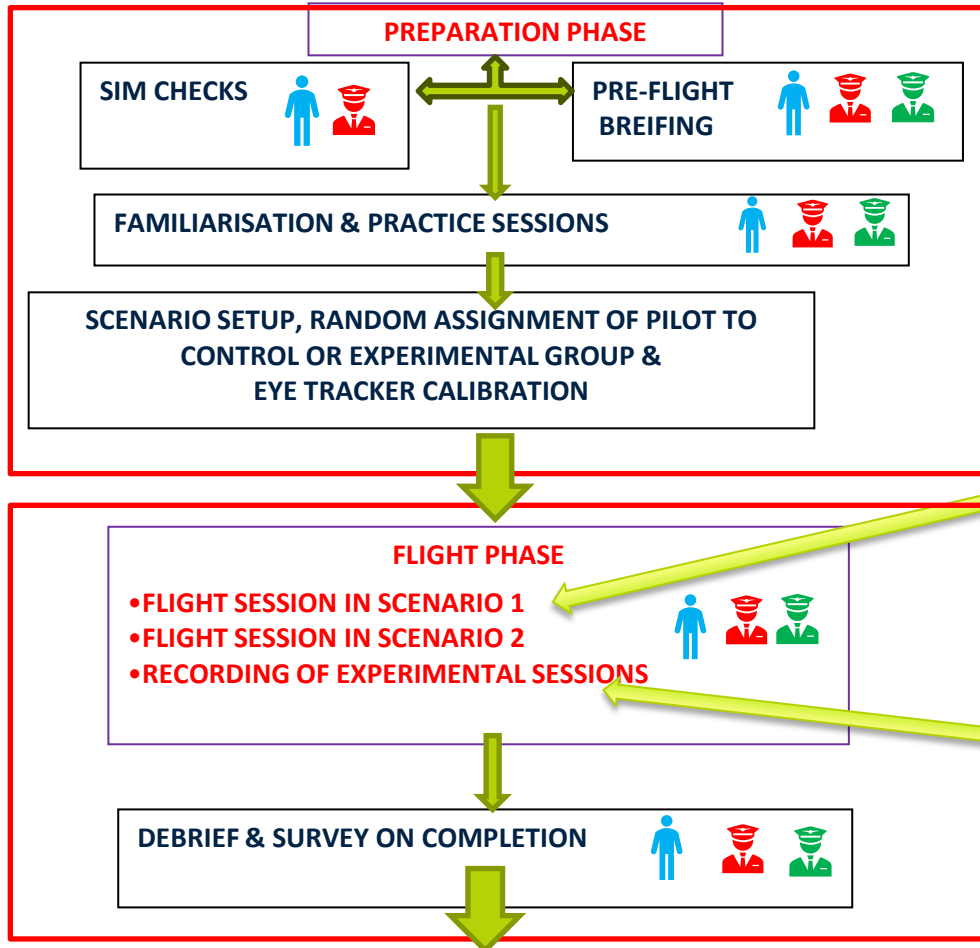 PREPARATION PHASE
SIM CHECKS
PRE-FLIGHT
BREIFING
FAMILIARISATION & PRACTICE SESSIONS
SCENARIO SETUP, RANDOM ASSIGNMENT OF PILOT TO
CONTROL OR EXPERIMENTAL GROUP &
EYE TRACKER CALIBRATION
FLIGHT PHASE
•FLIGHT SESSION IN SCENARIO 1
•FLIGHT SESSION IN SCENARIO 2
•RECORDING OF EXPERIMENTAL SESSIONS
DEBRIEF & SURVEY ON COMPLETION